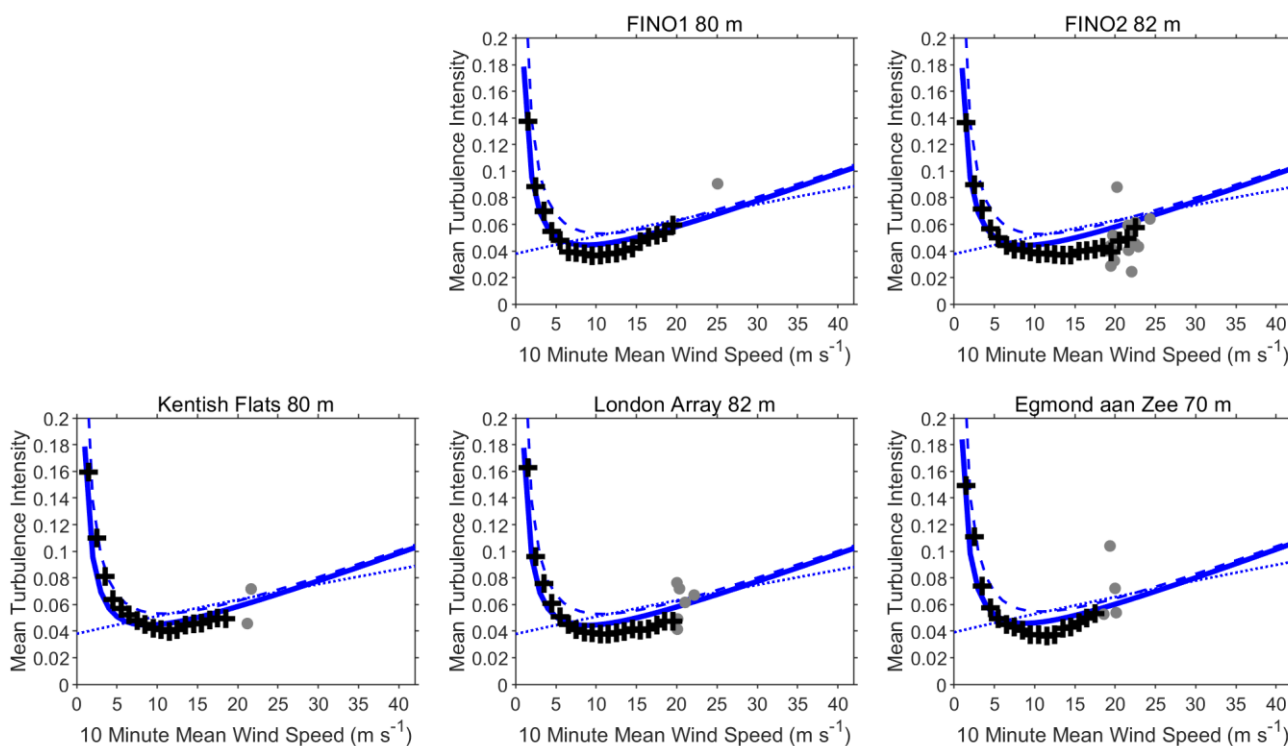 FINO1 80 m
Mean Turbulence Intensity
0.2
0.18
0.16
0.14
0.12
0.1
0.08
0.06
0.04
0.02
0
0 5 10 15 20 25 30 35 40
10 Minute Mean Wind Speed (m s⁻¹)
FINO2 82 m
Mean Turbulence Intensity
0.2
0.18
0.16
0.14
0.12
0.1
0.08
0.06
0.04
0.02
0
0 5 10 15 20 25 30 35 40
10 Minute Mean Wind Speed (m s⁻¹)
Kentish Flats 80 m
Mean Turbulence Intensity
0.2
0.18
0.16
0.14
0.12
0.1
0.08
0.06
0.04
0.02
0
0 5 10 15 20 25 30 35 40
10 Minute Mean Wind Speed (m s⁻¹)
London Array 82 m
Mean Turbulence Intensity
0.2
0.18
0.16
0.14
0.12
0.1
0.08
0.06
0.04
0.02
0
0 5 10 15 20 25 30 35 40
10 Minute Mean Wind Speed (m s⁻¹)
Egmond aan Zee 70 m
Mean Turbulence Intensity
0.2
0.18
0.16
0.14
0.12
0.1
0.08
0.06
0.04
0.02
0
0 5 10 15 20 25 30 35 40
10 Minute Mean Wind Speed (m s⁻¹)